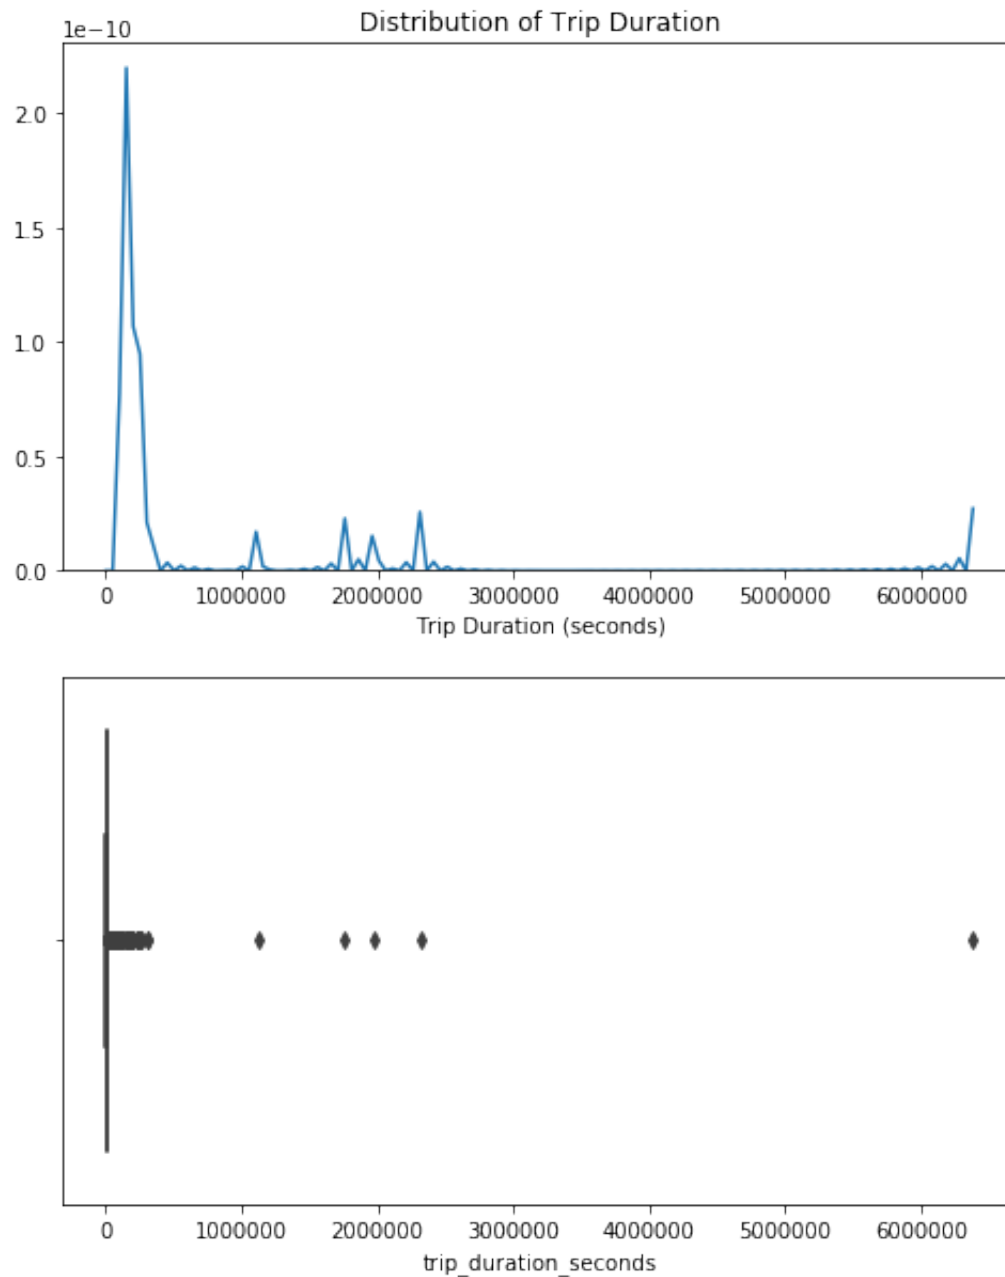 Distribution of Trip Duration
1e−10
2.0
1.5
1.0
0.5
0.0
0 1000000 2000000 3000000 4000000 5000000 6000000
Trip Duration (seconds)
0 1000000 2000000 3000000 4000000 5000000 6000000
trip_duration_seconds